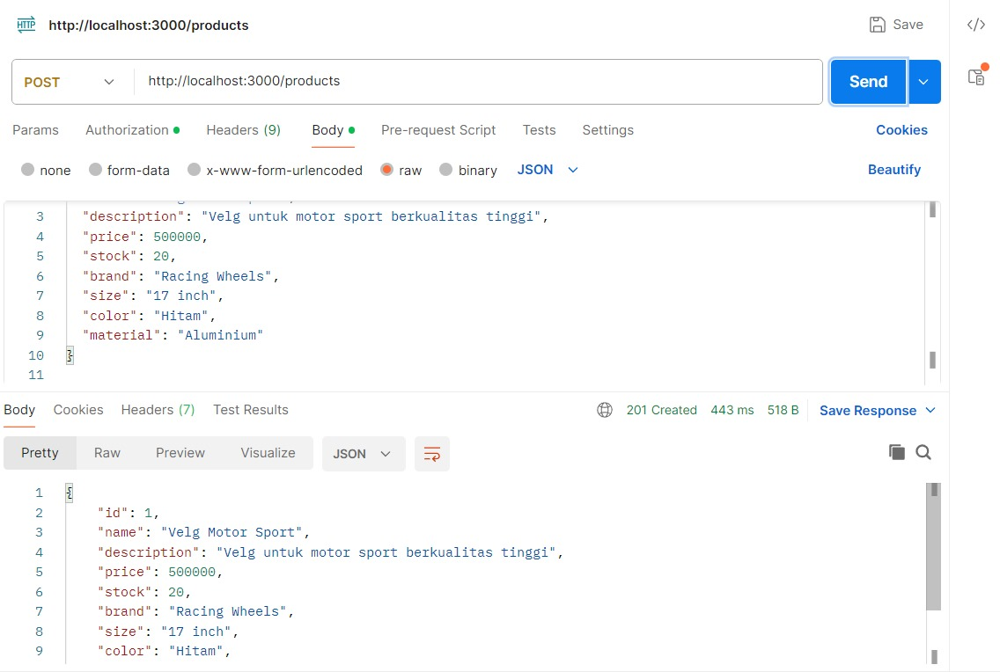 HTTP http://localhost:3000/products Save
POST http://localhost:3000/products Send
Params Authorization Headers (9) Body Pre-request Script Tests Settings Cookies
none form-data x-www-form-urlencoded raw binary JSON Beautify
3 "description": "Velg untuk motor sport berkualitas tinggi",
4 "price": 500000,
5 "stock": 20,
6 "brand": "Racing Wheels",
7 "size": "17 inch",
8 "color": "Hitam",
9 "material": "Aluminium"
10 }
11
Body Cookies Headers (7) Test Results 201 Created 443 ms 518 B Save Response
Pretty Raw Preview Visualize JSON
1 {
2 "id": 1,
3 "name": "Velg Motor Sport",
4 "description": "Velg untuk motor sport berkualitas tinggi",
5 "price": 500000,
6 "stock": 20,
7 "brand": "Racing Wheels",
8 "size": "17 inch",
9 "color": "Hitam",